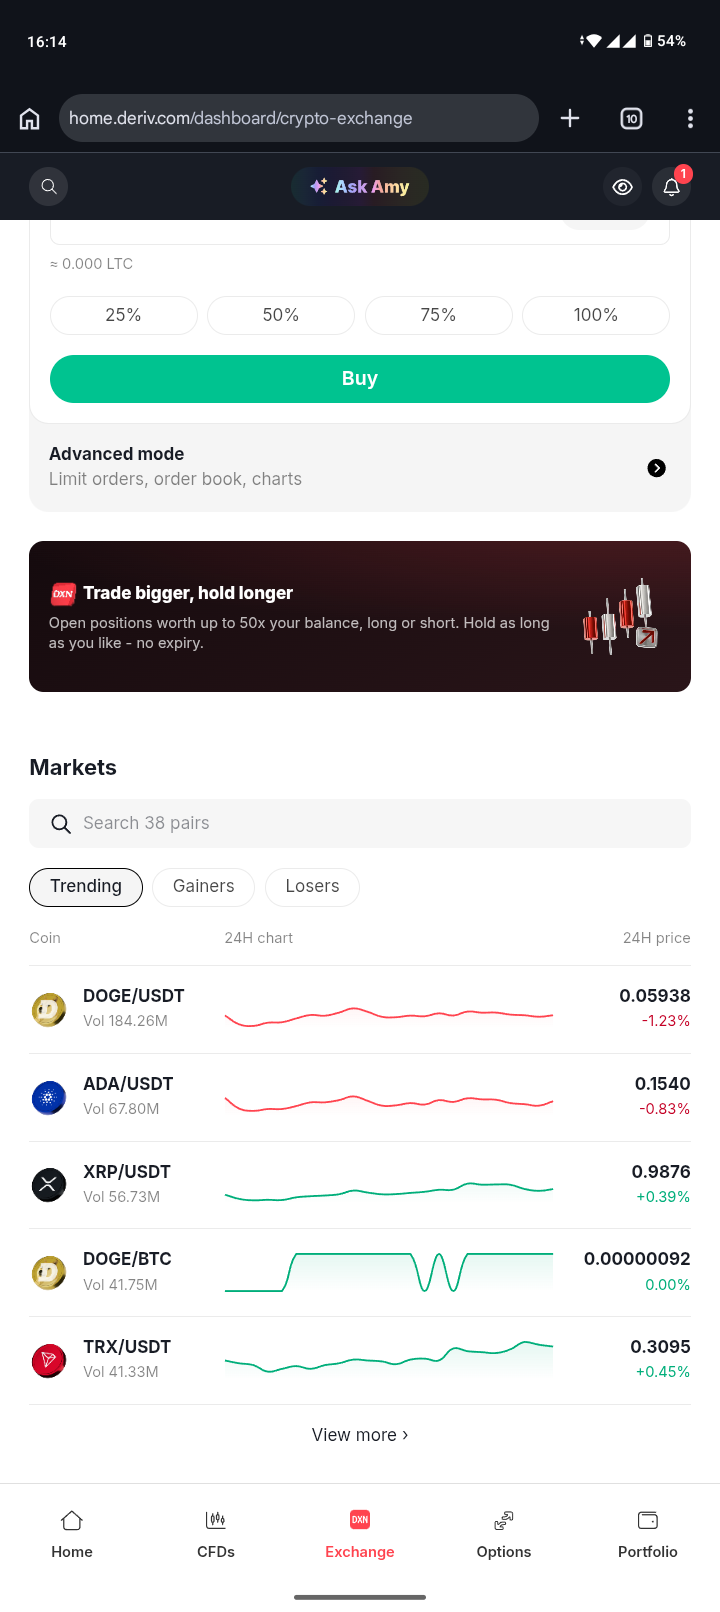 16:14
54%
home.deriv.com/dashboard/crypto-exchange
10
Ask Amy
1
≈ 0.000 LTC
25%
50%
75%
100%
Buy
Advanced mode
Limit orders, order book, charts
DXN Trade bigger, hold longer
Open positions worth up to 50x your balance, long or short. Hold as long
as you like - no expiry.
Markets
Search 38 pairs
Trending
Gainers
Losers
Coin
24H chart
24H price
DOGE/USDT
0.05938
Vol 184.26M
-1.23%
ADA/USDT
0.1540
Vol 67.80M
-0.83%
XRP/USDT
0.9876
Vol 56.73M
+0.39%
DOGE/BTC
0.00000092
Vol 41.75M
0.00%
TRX/USDT
0.3095
Vol 41.33M
+0.45%
View more ›
DXN
Home
CFDs
Exchange
Options
Portfolio